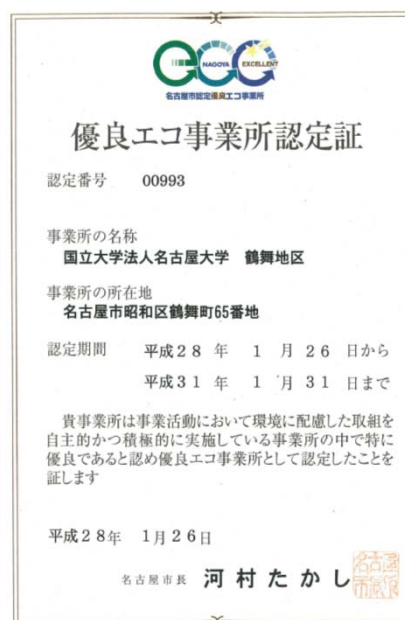 eco
NAGOYA
EXCELLENT
名古屋市認定優良エコ事業所
優良エコ事業所認定証
認定番号 00993
事業所の名称
国立大学法人名古屋大学 鶴舞地区
事業所の所在地
名古屋市昭和区鶴舞町65番地
認定期間 平成28年 1月26日から
平成31年 1月31日まで
貴事業所は事業活動において環境に配慮した取組を
自主的かつ積極的に実施している事業所の中で特に
優良であると認め優良エコ事業所として認定したことを
証します
平成28年 1月26日
名古屋市長 河村たかし